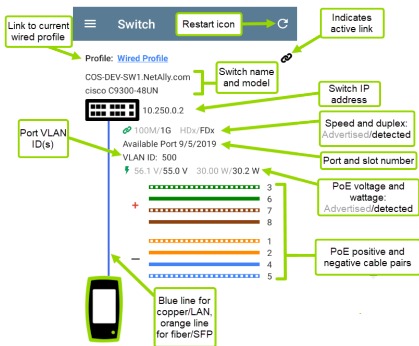 Link to current
wired profile
Switch
Restart icon
Indicates
active link
Profile: Wired Profile
COS-DEV-SW1.NetAlly.com
cisco C9300-48UN
Switch name
and model
10.250.0.2
Switch IP
address
100M/1G HDx/FDx
Speed and duplex:
Advertised/detected
Available Port 9/5/2019
Port VLAN
ID(s)
VLAN ID: 500
Port and slot number
56.1 V/55.0 V 30.00 W/30.2 W
PoE voltage and
wattage:
Advertised/detected
3
6
+
7
8
1
2
–
4
5
PoE positive and
negative cable pairs
Blue line for
copper/LAN,
orange line
for fiber/SFP